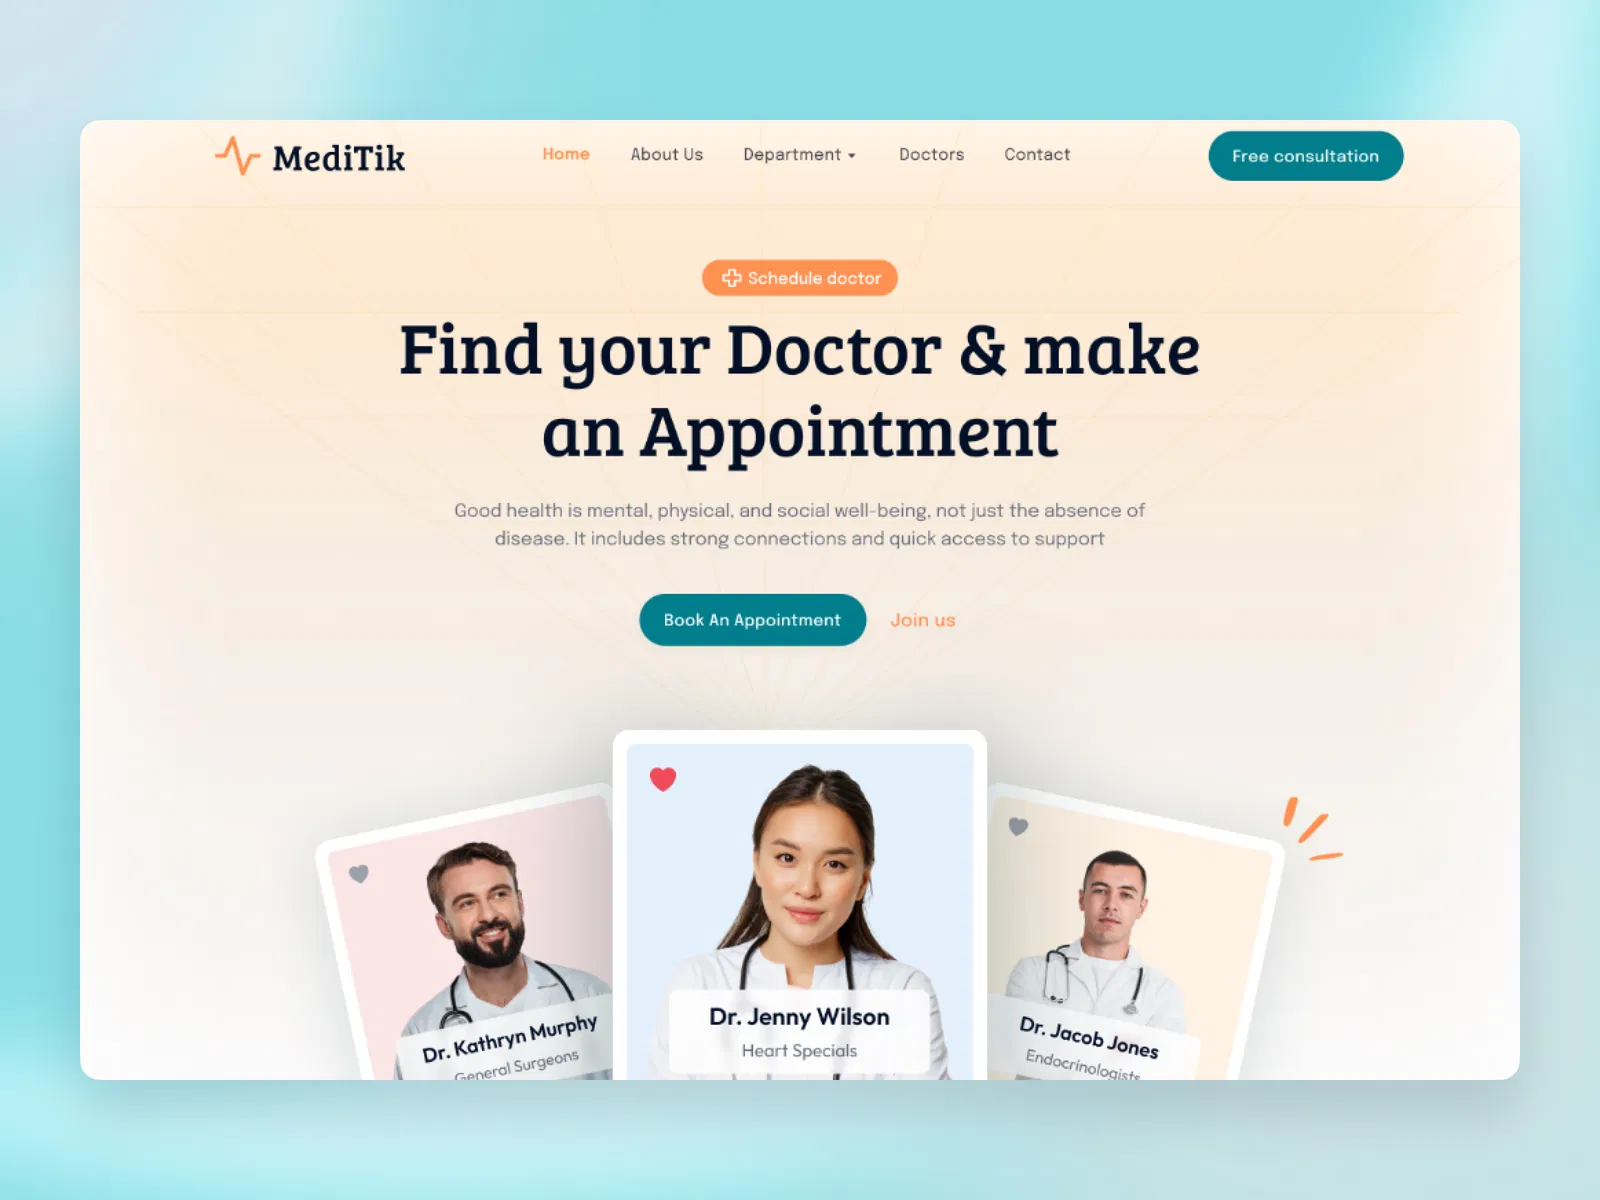 MediTik
Home
About Us
Department
Doctors
Contact
Free consultation
Schedule doctor
Find your Doctor & make
an Appointment
Good health is mental, physical, and social well-being, not just the absence of
disease. It includes strong connections and quick access to support
Book An Appointment
Join us
Dr. Kathryn Murphy
General Surgeons
Dr. Jenny Wilson
Heart Specials
Dr. Jacob Jones
Endocrinologists